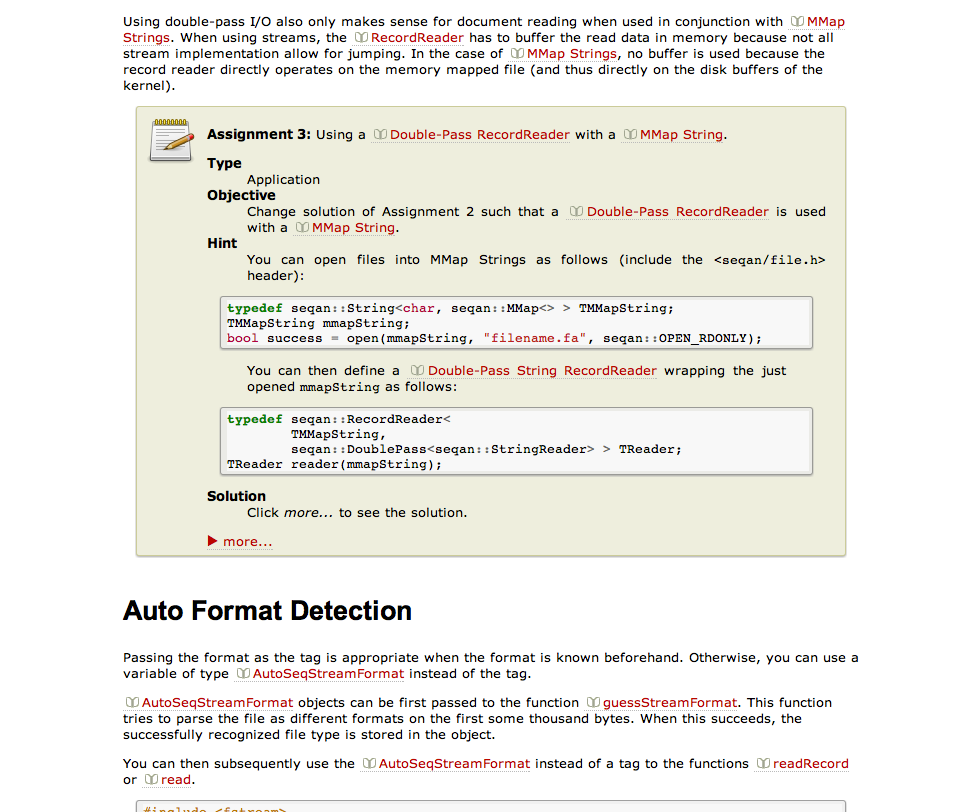 Using double-pass I/O also only makes sense for document reading when used in conjunction with MMap
Strings. When using streams, the RecordReader has to buffer the read data in memory because not all
stream implementation allow for jumping. In the case of MMap Strings, no buffer is used because the
record reader directly operates on the memory mapped file (and thus directly on the disk buffers of the
kernel).
Assignment 3: Using a Double-Pass RecordReader with a MMap String.
Type
Application
Objective
Change solution of Assignment 2 such that a Double-Pass RecordReader is used
with a MMap String.
Hint
You can open files into MMap Strings as follows (include the <seqan/file.h>
header):
typedef seqan::String<char, seqan::MMap<> > TMMapString;
TMMapString mmapString;
bool success = open(mmapString, "filename.fa", seqan::OPEN_RDONLY);
You can then define a Double-Pass String RecordReader wrapping the just
opened mmapString as follows:
typedef seqan::RecordReader<
TMMapString,
seqan::DoublePass<seqan::StringReader> > TReader;
TReader reader(mmapString);
Solution
Click more... to see the solution.
more...
Auto Format Detection
Passing the format as the tag is appropriate when the format is known beforehand. Otherwise, you can use a
variable of type AutoSeqStreamFormat instead of the tag.
AutoSeqStreamFormat objects can be first passed to the function guessStreamFormat. This function
tries to parse the file as different formats on the first some thousand bytes. When this succeeds, the
successfully recognized file type is stored in the object.
You can then subsequently use the AutoSeqStreamFormat instead of a tag to the functions readRecord
or read.
#include <fstream>